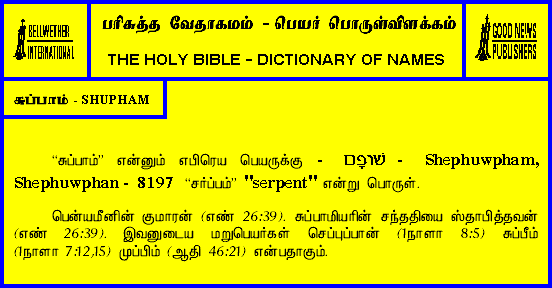 BELLWETHER
INTERNATIONAL
பரிசுத்த வேதாகமம் - பெயர் பொருள்விளக்கம்
THE HOLY BIBLE - DICTIONARY OF NAMES
GOOD NEWS
PUBLISHERS
சுப்பாம் - SHUPHAM
“சுப்பாம்” என்னும் எபிரெய பெயருக்கு - שׁוּפָם - Shephuwpham,
Shephuwphan - 8197 “சர்ப்பம்” "serpent" என்று பொருள்.
பென்யமீனின் குமாரன் (எண் 26:39). சுப்பாமியரின் சந்ததியை ஸ்தாபித்தவன்
(எண் 26:39). இவனுடைய மறுபெயர்கள் செப்புப்பான் (1நாளா 8:5) சுப்பீம்
(1நாளா 7:12,15) முப்பிம் (ஆதி 46:21) என்பதாகும்.